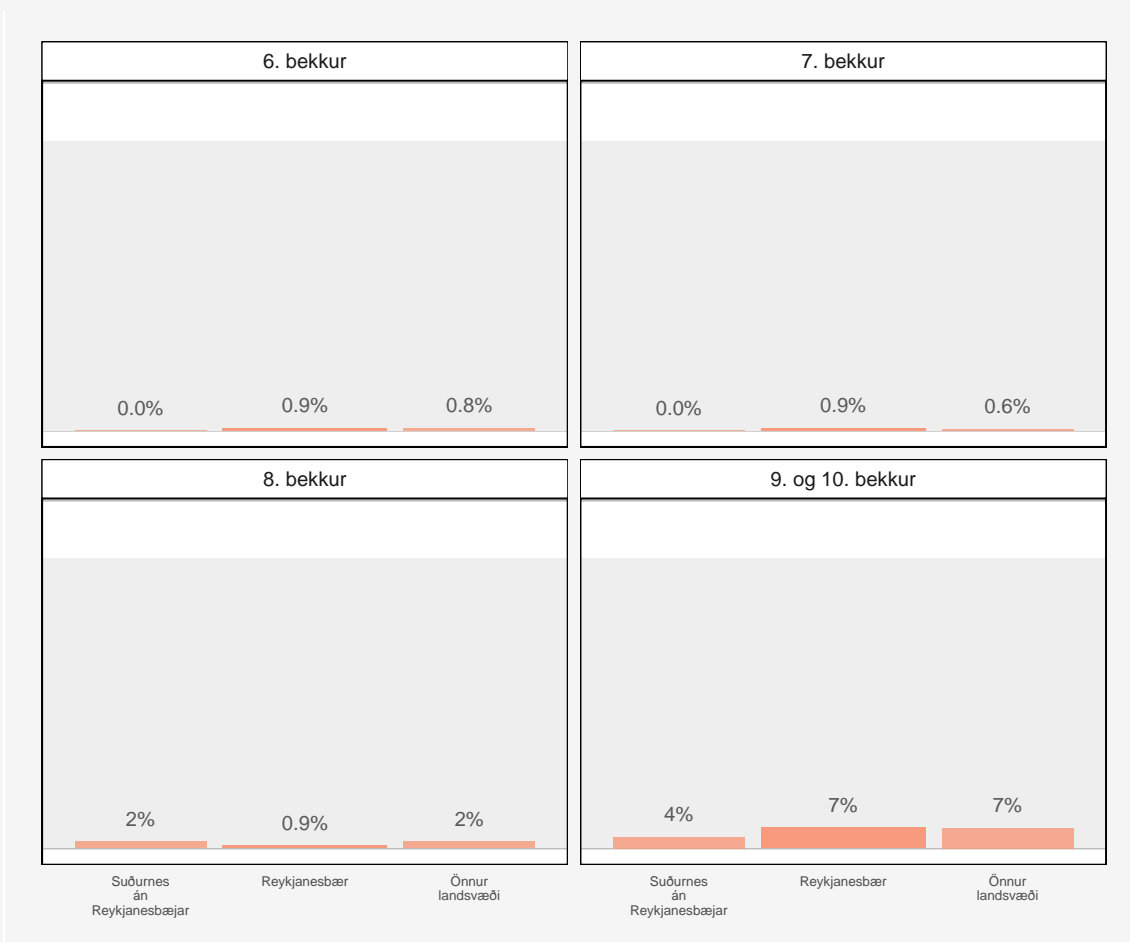 6. bekkur
7. bekkur
0.0%
0.9%
0.8%
0.0%
0.9%
0.6%
8. bekkur
9. og 10. bekkur
2%
0.9%
2%
4%
7%
7%
Suðurnes
án
Reykjanesbæjar
Reykjanesbær
Önnur
landsvæði
Suðurnes
án
Reykjanesbæjar
Reykjanesbær
Önnur
landsvæði